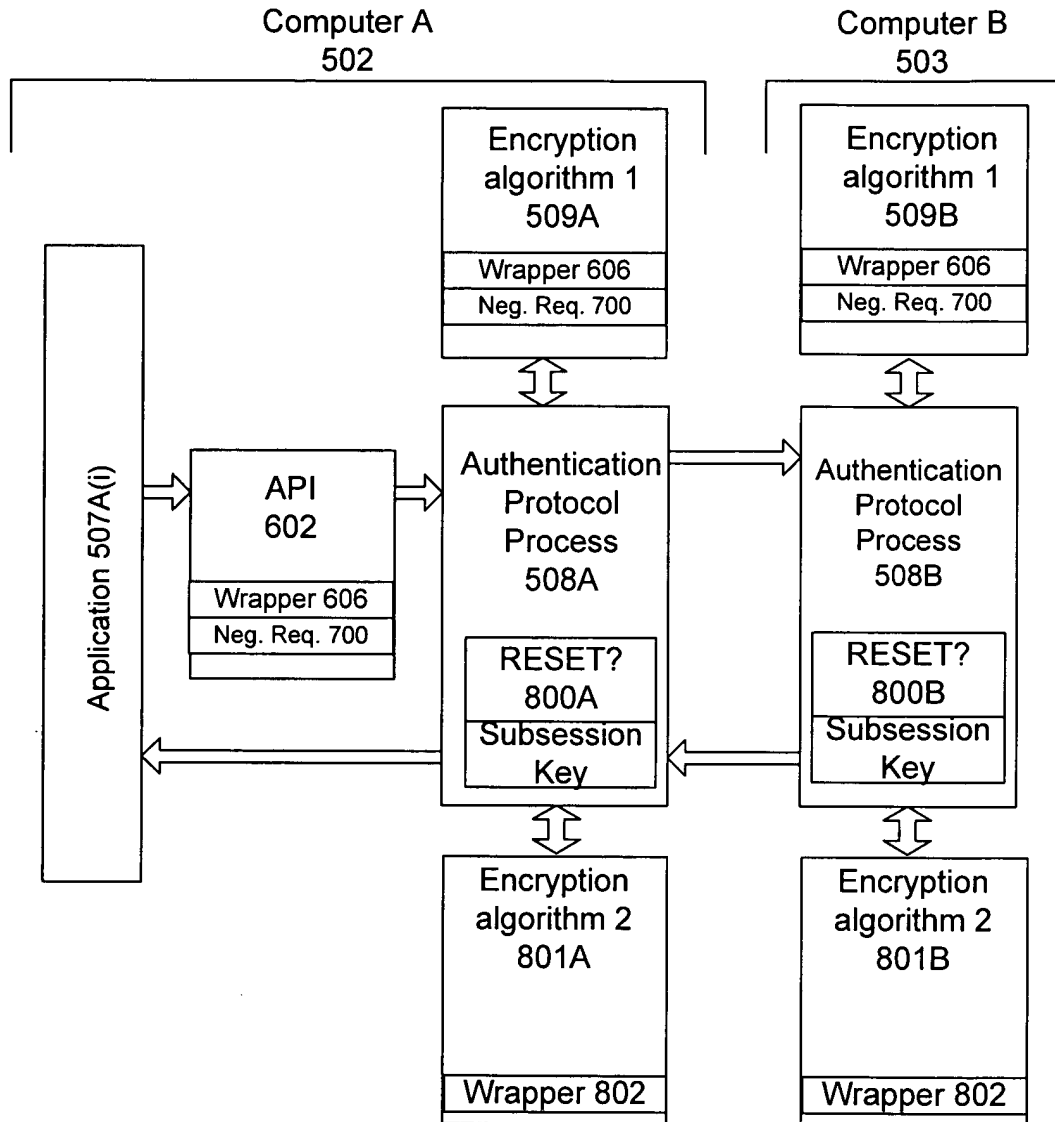 Computer A
502
Computer B
503
Encryption
algorithm 1
509A
Wrapper 606
Neg. Req. 700
Encryption
algorithm 1
509B
Wrapper 606
Neg. Req. 700
Application 507A(i)
API
602
Wrapper 606
Neg. Req. 700
Authentication
Protocol
Process
508A
RESET?
800A
Subsession
Key
Authentication
Protocol
Process
508B
RESET?
800B
Subsession
Key
Encryption
algorithm 2
801A
Wrapper 802
Encryption
algorithm 2
801B
Wrapper 802